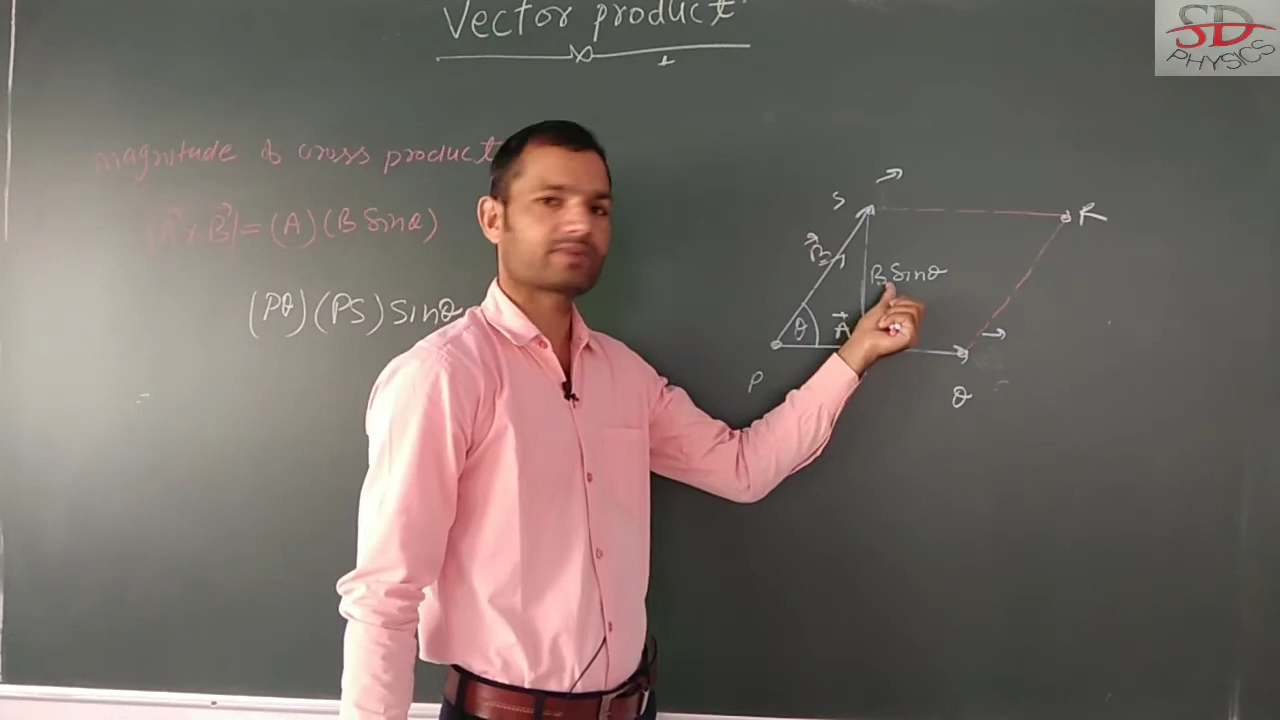 Vector product
SD
PHYSICS
magnitude of cross product
|A⃗ × B⃗| = (A) (B Sinθ)
(PQ) (PS) Sinθ
S
R
B⃗
B Sinθ
θ
A⃗
P
Q